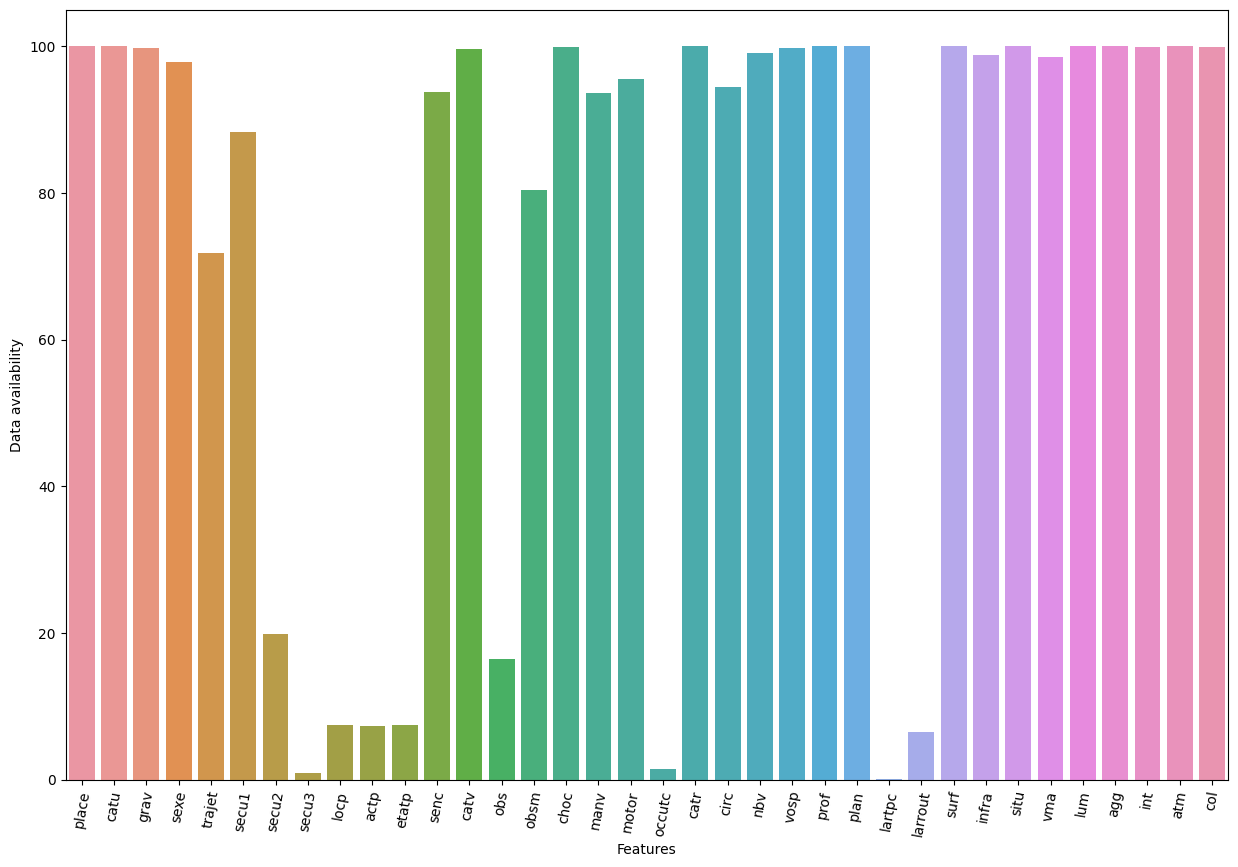 100
80
60
40
20
0
Data availability
place
catu
grav
sexe
trajet
secu1
secu2
secu3
locp
actp
etatp
senc
catv
obs
obsm
choc
manv
motor
occutc
catr
circ
nbv
vosp
prof
plan
lartpc
larrout
surf
infra
situ
vma
lum
agg
int
atm
col
Features